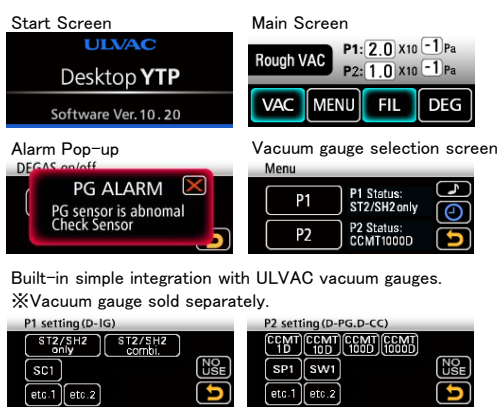 Start Screen
Main Screen
ULVAC
Desktop YTP
Software Ver.10.20
Rough VAC
P1: 2.0 X10 -1 Pa
P2: 1.0 X10 -1 Pa
VAC MENU FIL DEG
Alarm Pop-up
Vacuum gauge selection screen
DEGAS on/off
PG ALARM
PG sensor is abnomal
Check Sensor
Menu
P1
P1 Status:
ST2/SH2 only
P2
P2 Status:
CCMT1000D
Built-in simple integration with ULVAC vacuum gauges.
※Vacuum gauge sold separately.
P1 setting(D-IG)
ST2/SH2 only
ST2/SH2 combi.
SC1
NO USE
etc.1 etc.2
P2 setting(D-PG.D-CC)
CCMT 1D
CCMT 10D
CCMT 100D
CCMT 1000D
SP1 SW1
NO USE
etc.1 etc.2